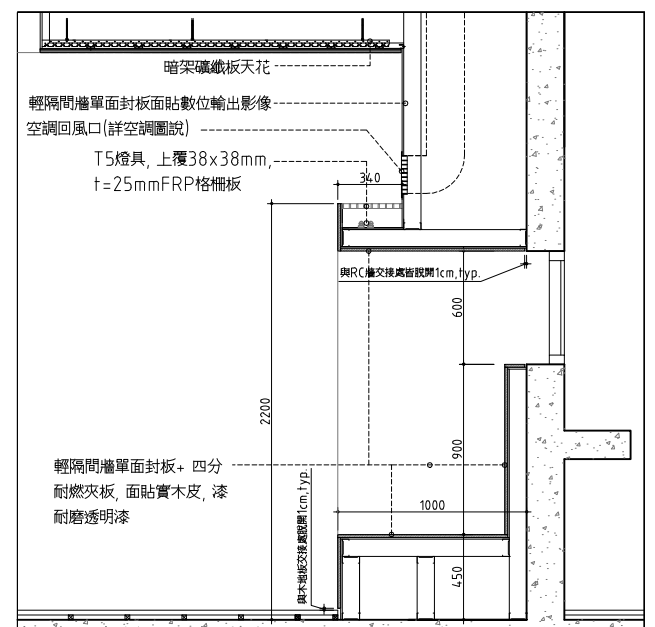 暗架礦纖板天花
輕隔間牆單面封板面貼數位輸出影像
空調回風口(詳空調圖說)
T5燈具, 上覆38x38mm,
t=25mmFRP格柵板
340
與RC牆交接處皆脫開1cm,typ.
600
2200
900
輕隔間牆單面封板+ 四分
耐燃夾板, 面貼實木皮, 漆
耐磨透明漆
1000
與木地板交接處脫開1cm,typ.
450